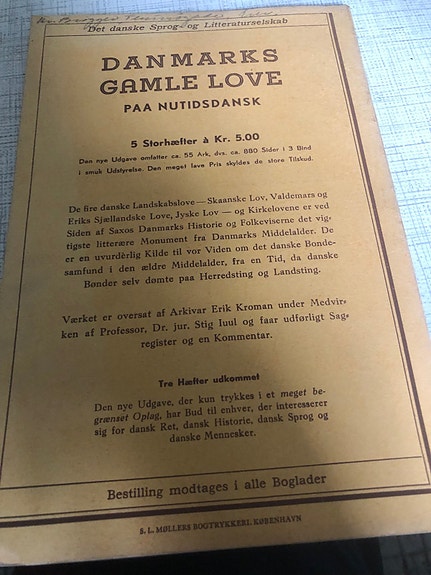 Det danske Sprog- og Litteraturselskab
DANMARKS
GAMLE LOVE
PAA NUTIDSDANSK
5 Storhæfter à Kr. 5.00
Den nye Udgave omfatter ca. 55 Ark, dvs. ca. 880 Sider i 3 Bind
i smuk Udstyrelse. Den meget lave Pris skyldes de store Tilskud.
De fire danske Landskabslove — Skaanske Lov, Valdemars og
Eriks Sjællandske Love, Jyske Lov — og Kirkelovene er ved
Siden af Saxos Danmarks Historie og Folkeviserne det vig-
tigste litterære Monument fra Danmarks Middelalder. De
er en uvurderlig Kilde til vor Viden om det danske Bonde-
samfund i den ældre Middelalder, fra en Tid, da danske
Bønder selv dømte paa Herredsting og Landsting.
Værket er oversat af Arkivar Erik Kroman under Medvir-
ken af Professor, Dr. jur. Stig Iuul og faar udførligt Sag-
register og en Kommentar.
Tre Hæfter udkommet
Den nye Udgave, der kun trykkes i et meget be-
grænset Oplag, har Bud til enhver, der interesserer
sig for dansk Ret, dansk Historie, dansk Sprog og
danske Mennesker.
Bestilling modtages i alle Boglader
S. L. MØLLERS BOGTRYKKERI, KØBENHAVN